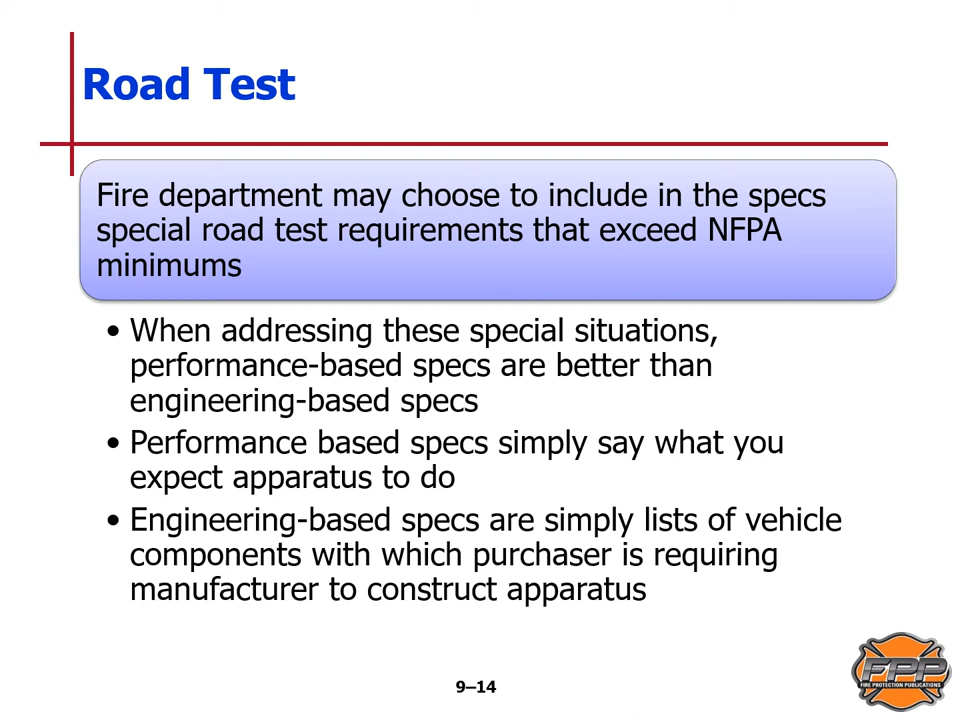 Road Test
Fire department may choose to include in the specs
special road test requirements that exceed NFPA
minimums
• When addressing these special situations,
performance-based specs are better than
engineering-based specs
• Performance based specs simply say what you
expect apparatus to do
• Engineering-based specs are simply lists of vehicle
components with which purchaser is requiring
manufacturer to construct apparatus
9–14
FPP
FIRE PROTECTION PUBLICATIONS